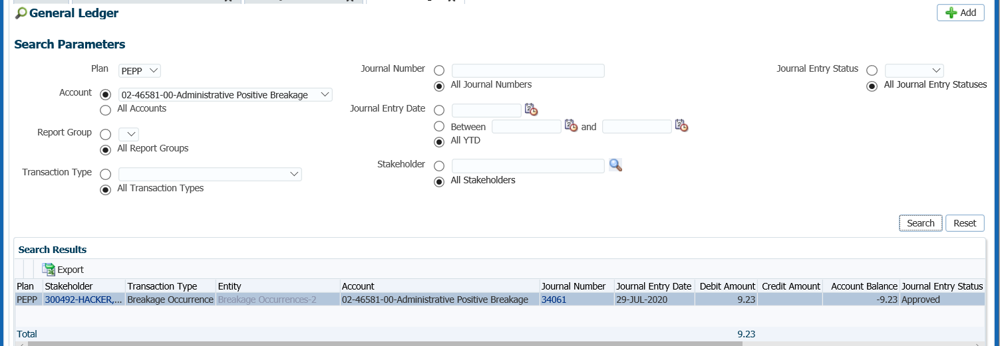 General Ledger
Add
Search Parameters
Plan PEPP
Journal Number
All Journal Numbers
Journal Entry Status
All Journal Entry Statuses
Account 02-46581-00-Administrative Positive Breakage
All Accounts
Journal Entry Date
Between and
All YTD
Report Group
All Report Groups
Stakeholder
All Stakeholders
Transaction Type
All Transaction Types
Search Reset
Search Results
Export
Plan Stakeholder Transaction Type Entity Account Journal Number Journal Entry Date Debit Amount Credit Amount Account Balance Journal Entry Status
PEPP 300492-HACKER,... Breakage Occurrence Breakage Occurrences-2 02-46581-00-Administrative Positive Breakage 34061 29-JUL-2020 9.23 -9.23 Approved
Total 9.23